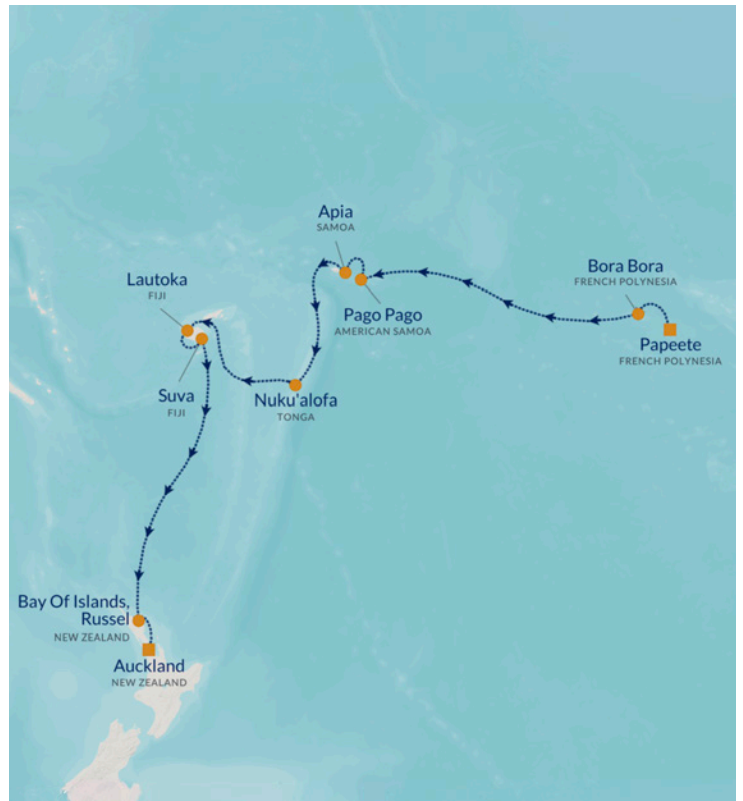 Apia
SAMOA
Lautoka
FIJI
Bora Bora
FRENCH POLYNESIA
Pago Pago
AMERICAN SAMOA
Papeete
FRENCH POLYNESIA
Suva
FIJI
Nuku'alofa
TONGA
Bay Of Islands,
Russel
NEW ZEALAND
Auckland
NEW ZEALAND